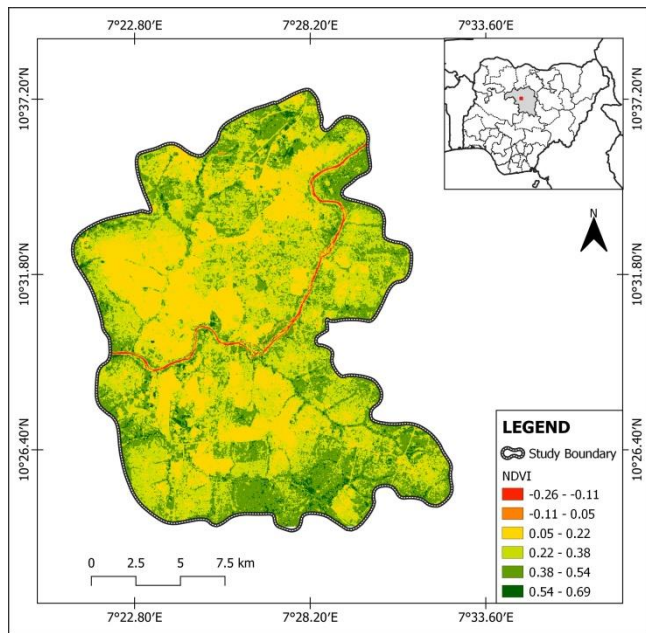 7°22.80′E 7°28.20′E 7°33.60′E
10°37.20′N 10°37.20′N
N
10°31.80′N 10°31.80′N
10°26.40′N 10°26.40′N
LEGEND
Study Boundary
NDVI
-0.26 - -0.11
-0.11 - 0.05
0.05 - 0.22
0.22 - 0.38
0.38 - 0.54
0.54 - 0.69
0 2.5 5 7.5 km
7°22.80′E 7°28.20′E 7°33.60′E